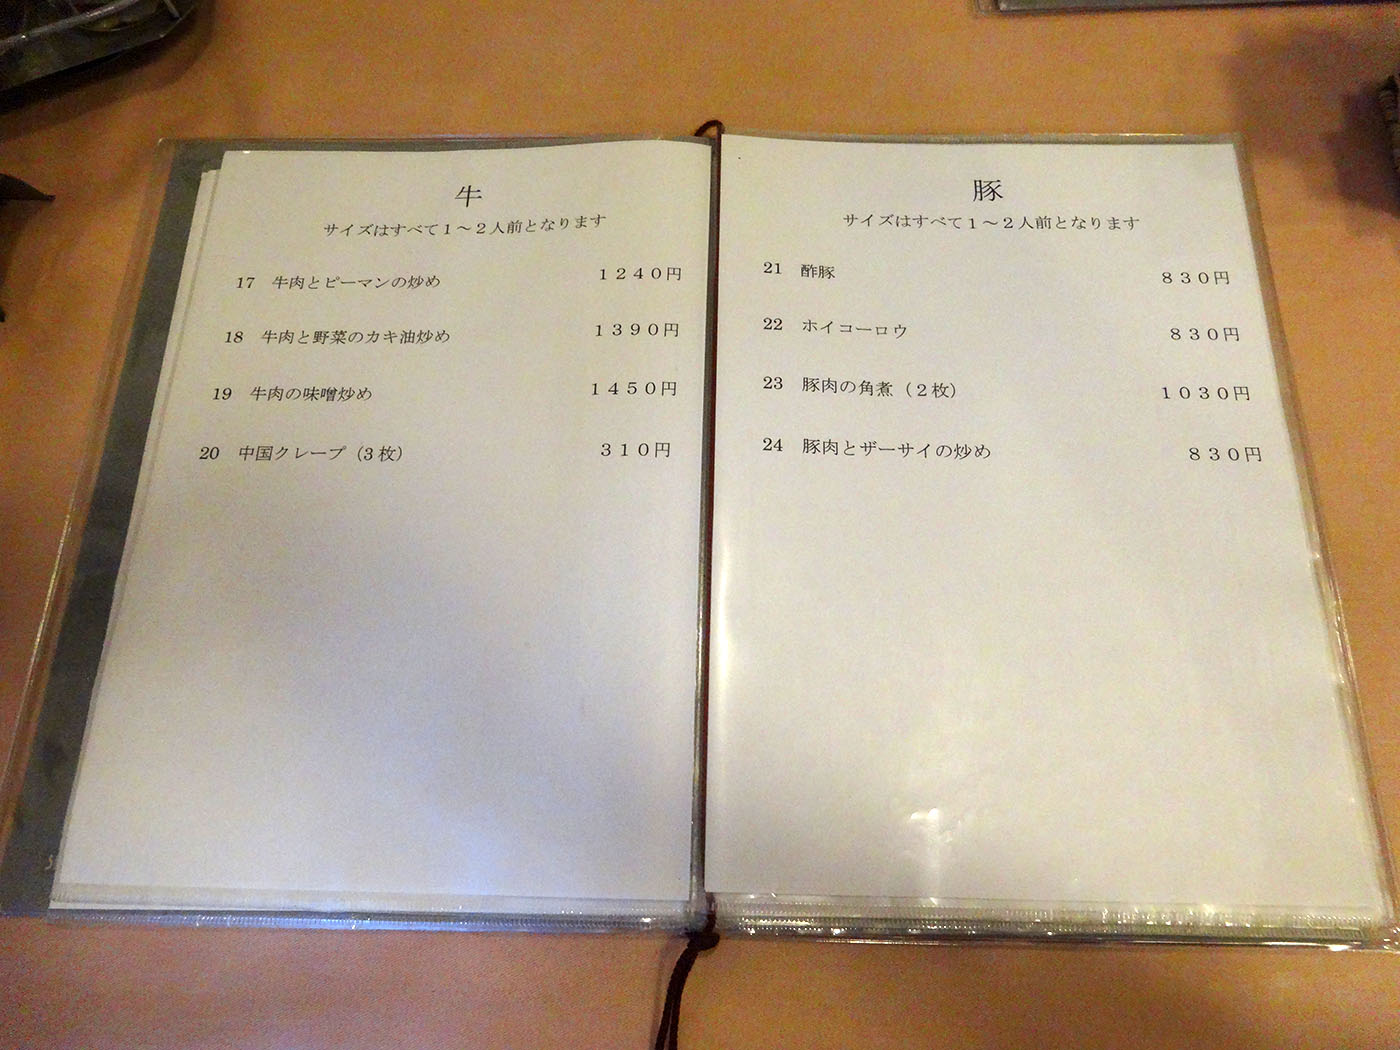 牛
サイズはすべて１～２人前となります
17 牛肉とピーマンの炒め １２４０円
18 牛肉と野菜のカキ油炒め １３９０円
19 牛肉の味噌炒め １４５０円
20 中国クレープ（3 枚） ３１０円
豚
サイズはすべて１～２人前となります
21 酢豚 ８３０円
22 ホイコーロウ ８３０円
23 豚肉の角煮（２枚） １０３０円
24 豚肉とザーサイの炒め ８３０円